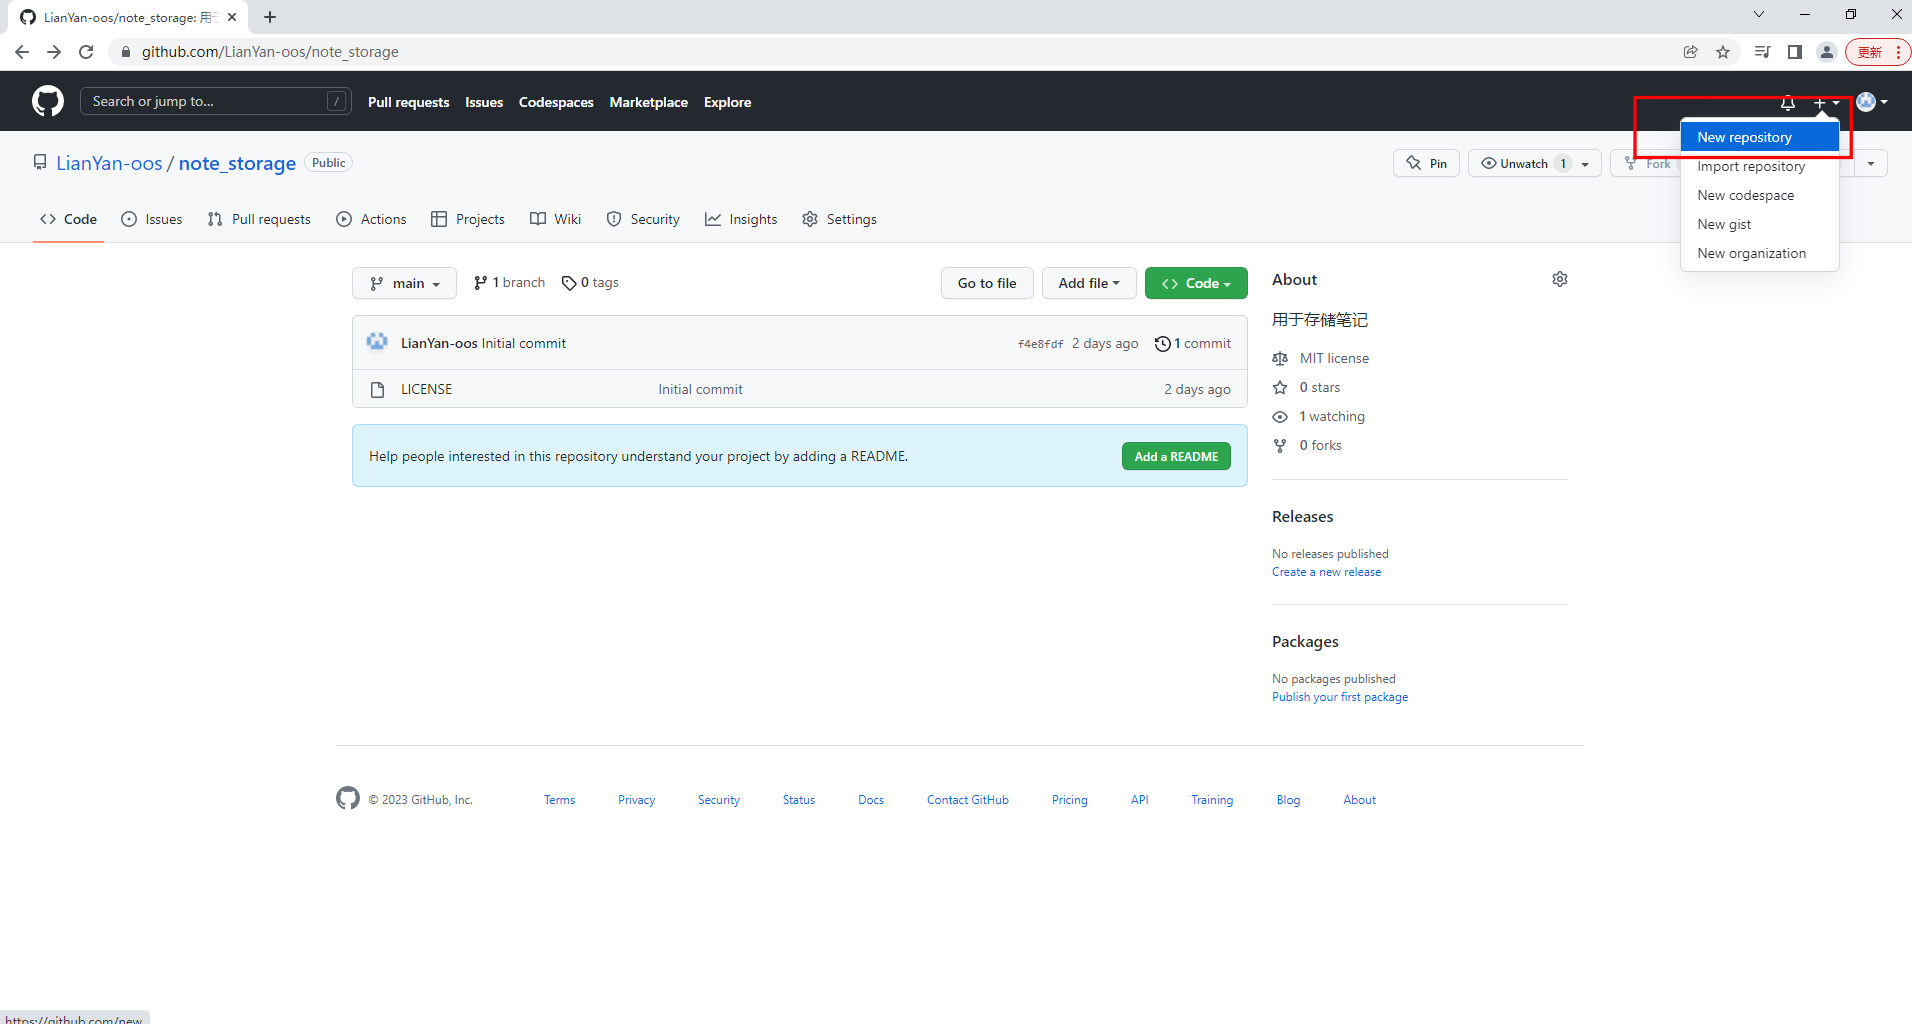 LianYan-oos/note_storage: 用于
更新
github.com/LianYan-oos/note_storage
Search or jump to...
/
Pull requests
Issues
Codespaces
Marketplace
Explore
New repository
Import repository
New codespace
New gist
New organization
LianYan-oos / note_storage
Public
Pin
Unwatch 1
Fork
Code
Issues
Pull requests
Actions
Projects
Wiki
Security
Insights
Settings
main
1 branch
0 tags
Go to file
Add file
Code
LianYan-oos Initial commit
f4e8fdf 2 days ago
1 commit
LICENSE
Initial commit
2 days ago
Help people interested in this repository understand your project by adding a README.
Add a README
About
用于存储笔记
MIT license
0 stars
1 watching
0 forks
Releases
No releases published
Create a new release
Packages
No packages published
Publish your first package
© 2023 GitHub, Inc.
Terms
Privacy
Security
Status
Docs
Contact GitHub
Pricing
API
Training
Blog
About
https://github.com/new